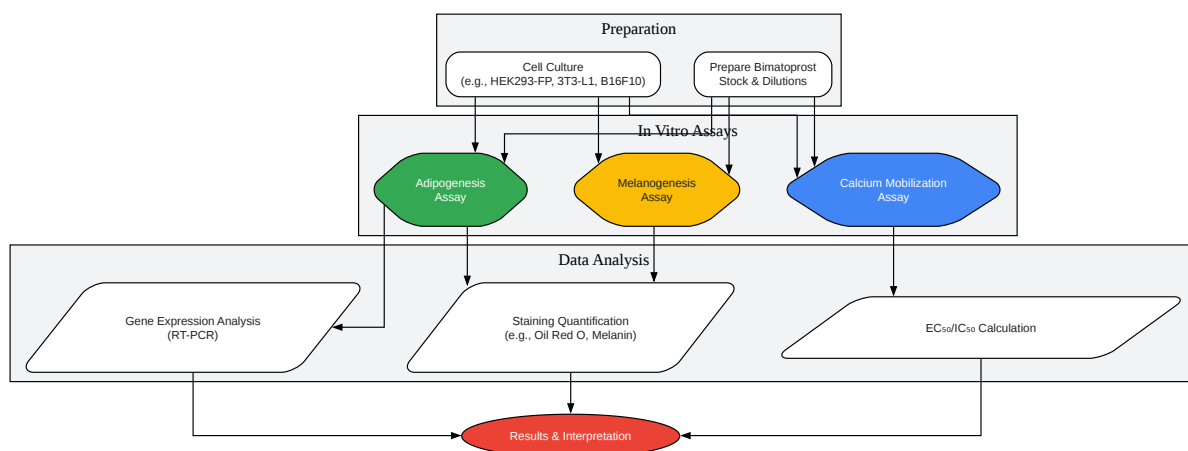 Preparation
Cell Culture
(e.g., HEK293-FP, 3T3-L1, B16F10)
Prepare Bimatoprost
Stock & Dilutions
In Vitro Assays
Adipogenesis
Assay
Melanogenesis
Assay
Calcium Mobilization
Assay
Data Analysis
Gene Expression Analysis
(RT-PCR)
Staining Quantification
(e.g., Oil Red O, Melanin)
EC₅₀/IC₅₀ Calculation
Results & Interpretation